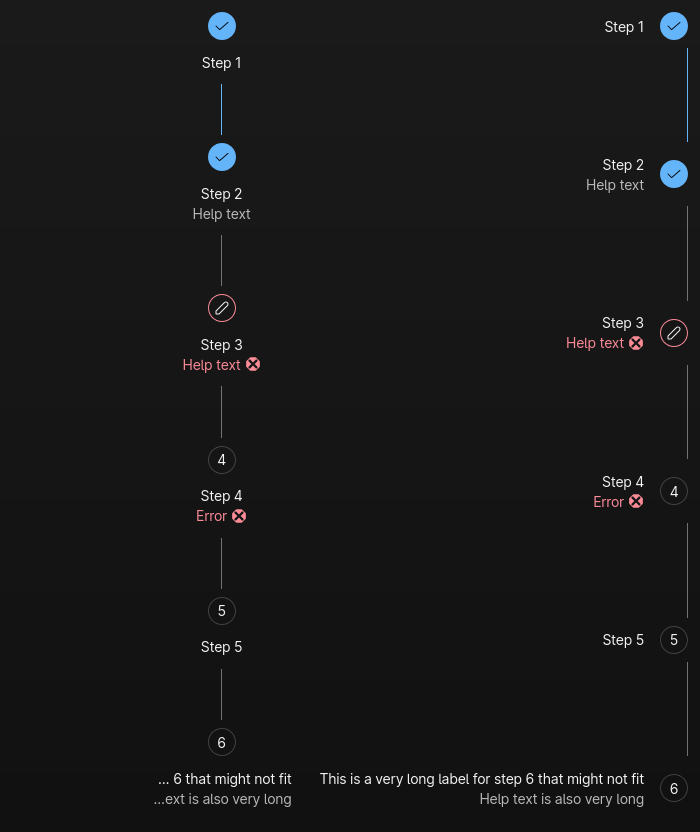 Step 1
Step 2
Help text
Step 3
Help text
4
Step 4
Error
5
Step 5
6
... 6 that might not fit
...ext is also very long
Step 1
Step 2
Help text
Step 3
Help text
Step 4
Error
4
Step 5
5
This is a very long label for step 6 that might not fit
Help text is also very long
6